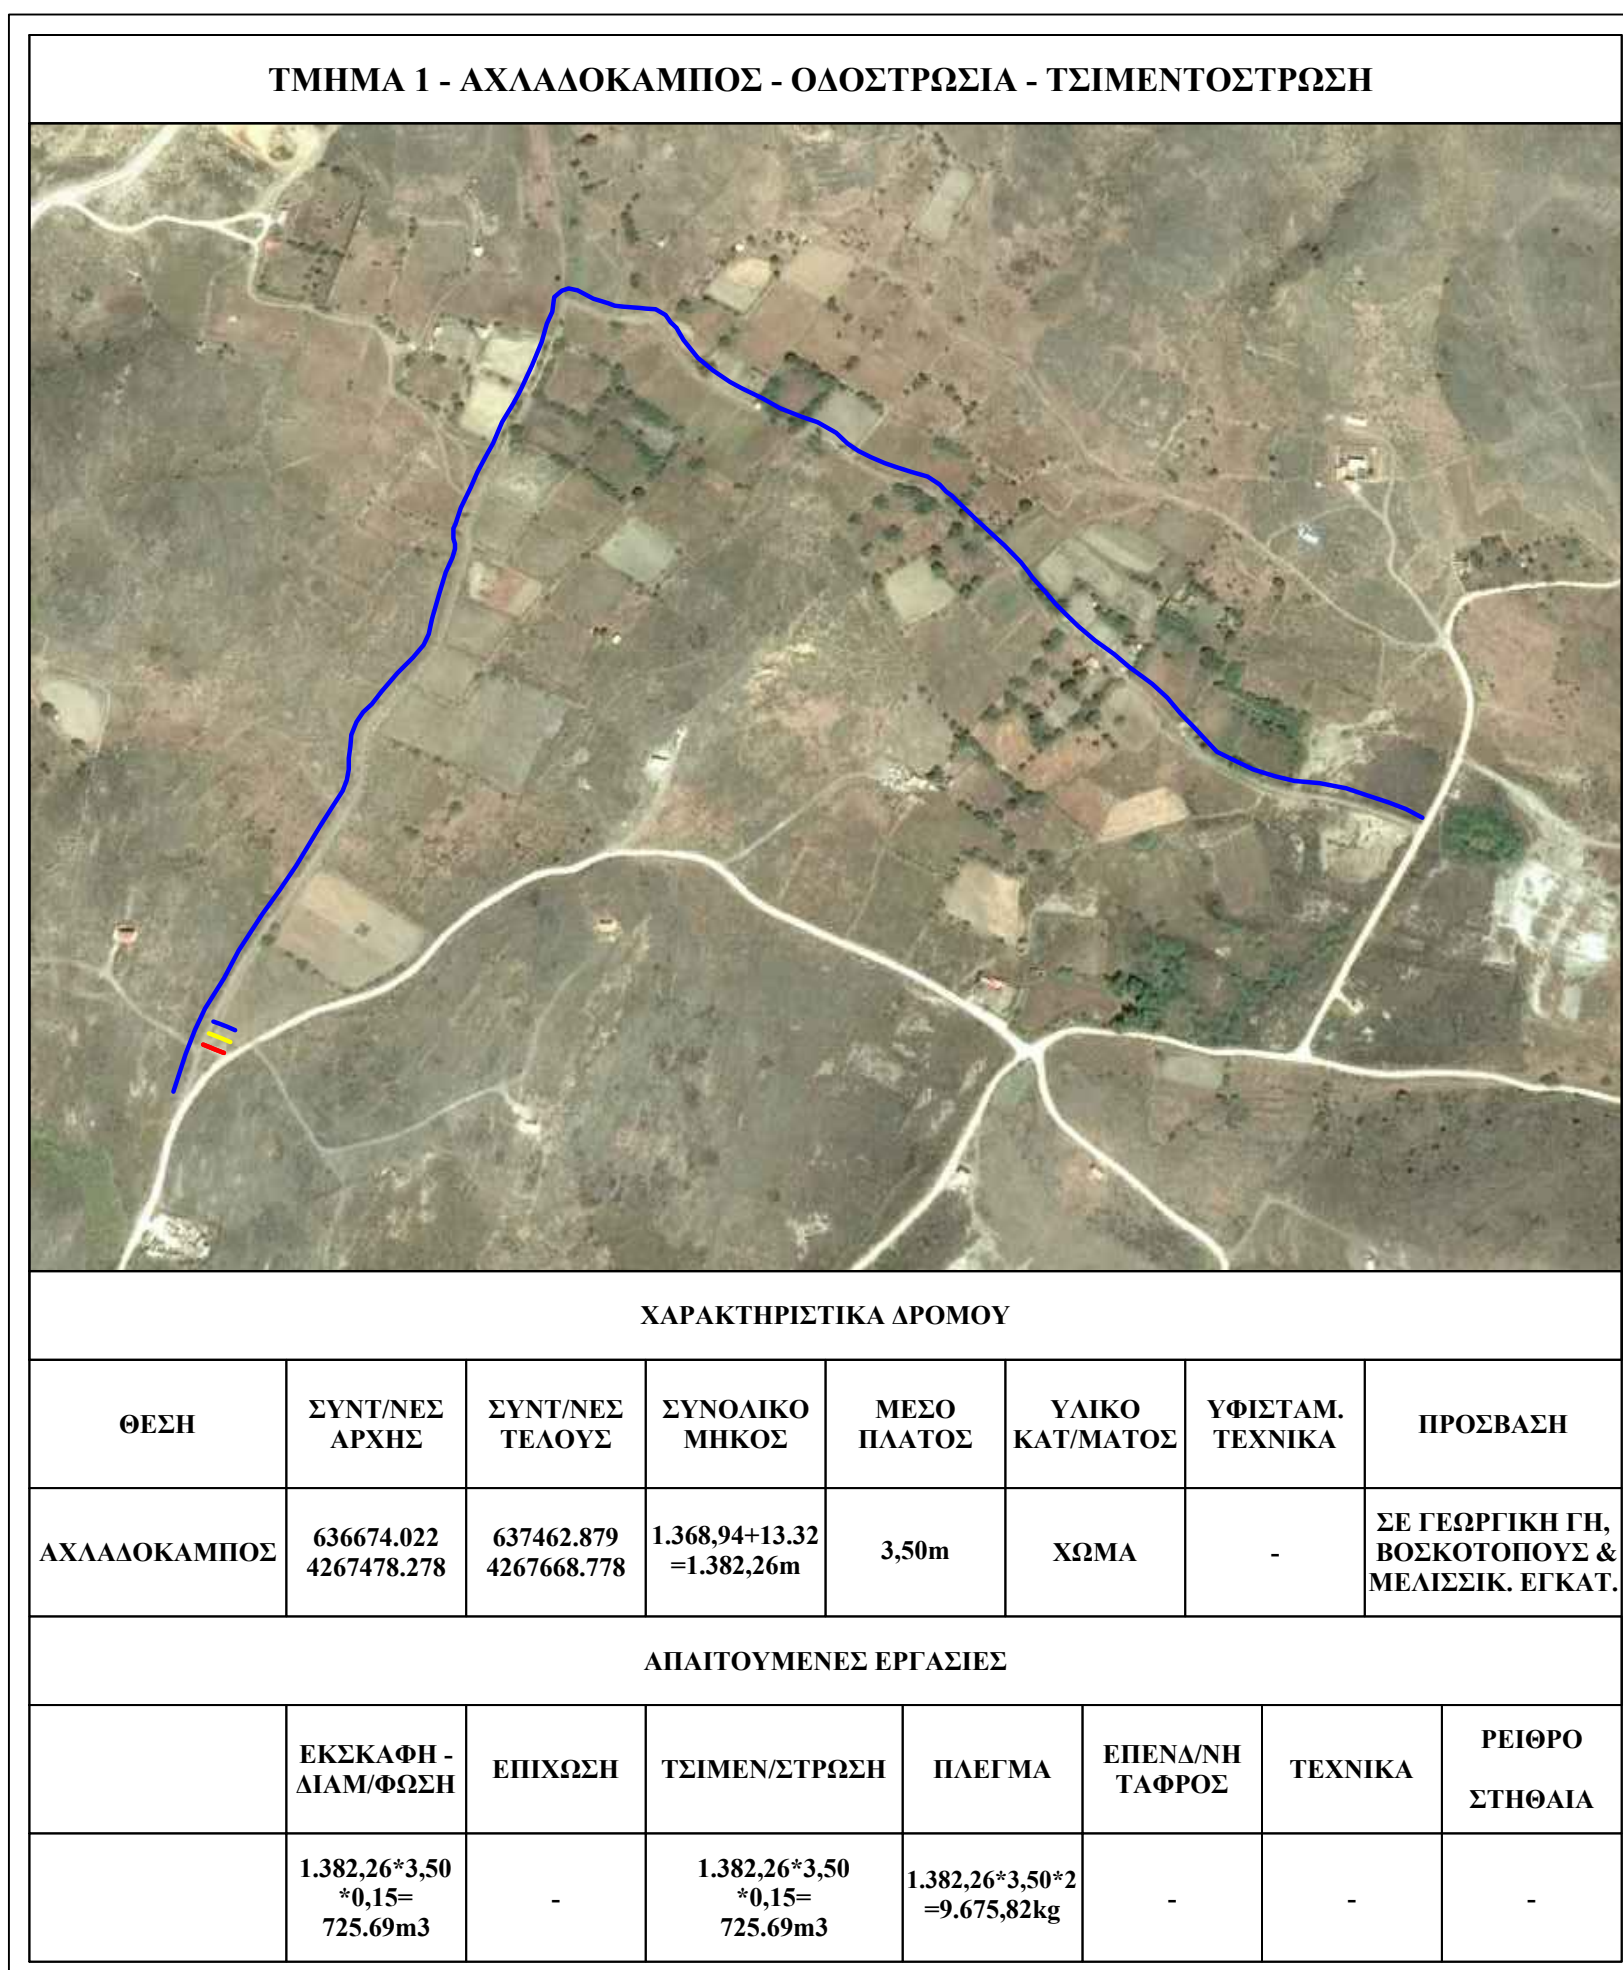 ΤΜΗΜΑ 1 - ΑΧΛΑΔΟΚΑΜΠΟΣ - ΟΔΟΣΤΡΩΣΙΑ - ΤΣΙΜΕΝΤΟΣΤΡΩΣΗ
ΧΑΡΑΚΤΗΡΙΣΤΙΚΑ ΔΡΟΜΟΥ
ΘΕΣΗ
ΣΥΝΤ/ΝΕΣ
ΑΡΧΗΣ
ΣΥΝΤ/ΝΕΣ
ΤΕΛΟΥΣ
ΣΥΝΟΛΙΚΟ
ΜΗΚΟΣ
ΜΕΣΟ
ΠΛΑΤΟΣ
ΥΛΙΚΟ
ΚΑΤ/ΜΑΤΟΣ
ΥΦΙΣΤΑΜ.
ΤΕΧΝΙΚΑ
ΠΡΟΣΒΑΣΗ
ΑΧΛΑΔΟΚΑΜΠΟΣ
636674.022
4267478.278
637462.879
4267668.778
1.368,94+13.32
=1.382,26m
3,50m
ΧΩΜΑ
-
ΣΕ ΓΕΩΡΓΙΚΗ ΓΗ,
ΒΟΣΚΟΤΟΠΟΥΣ &
ΜΕΛΙΣΣΙΚ. ΕΓΚΑΤ.
ΑΠΑΙΤΟΥΜΕΝΕΣ ΕΡΓΑΣΙΕΣ
ΕΚΣΚΑΦΗ -
ΔΙΑΜ/ΦΩΣΗ
ΕΠΙΧΩΣΗ
ΤΣΙΜΕΝ/ΣΤΡΩΣΗ
ΠΛΕΓΜΑ
ΕΠΕΝΔ/ΝΗ
ΤΑΦΡΟΣ
ΤΕΧΝΙΚΑ
ΡΕΙΘΡΟ
ΣΤΗΘΑΙΑ
1.382,26*3,50
*0,15=
725.69m3
-
1.382,26*3,50
*0,15=
725.69m3
1.382,26*3,50*2
=9.675,82kg
-
-
-